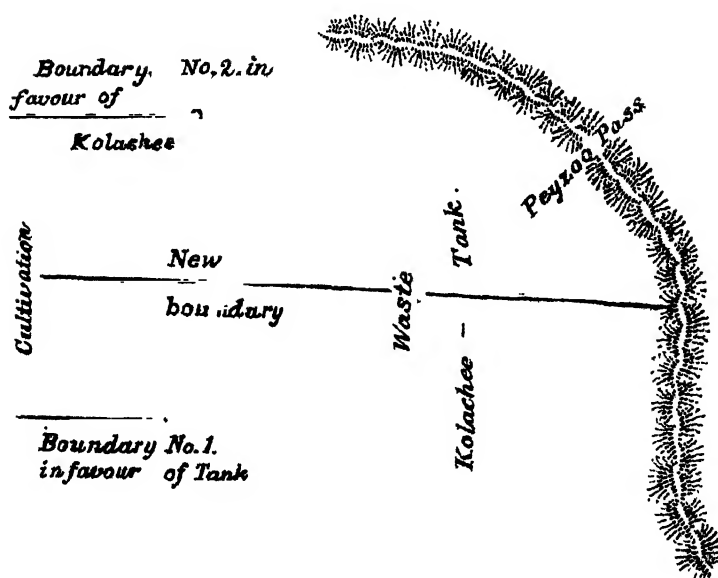 Boundary, No, 2. in
favour of
Kolachee
Peyzoo Pass
Cultivation
New
boundary
Waste
Kolachee – Tank.
Boundary No. 1.
in favour of Tank